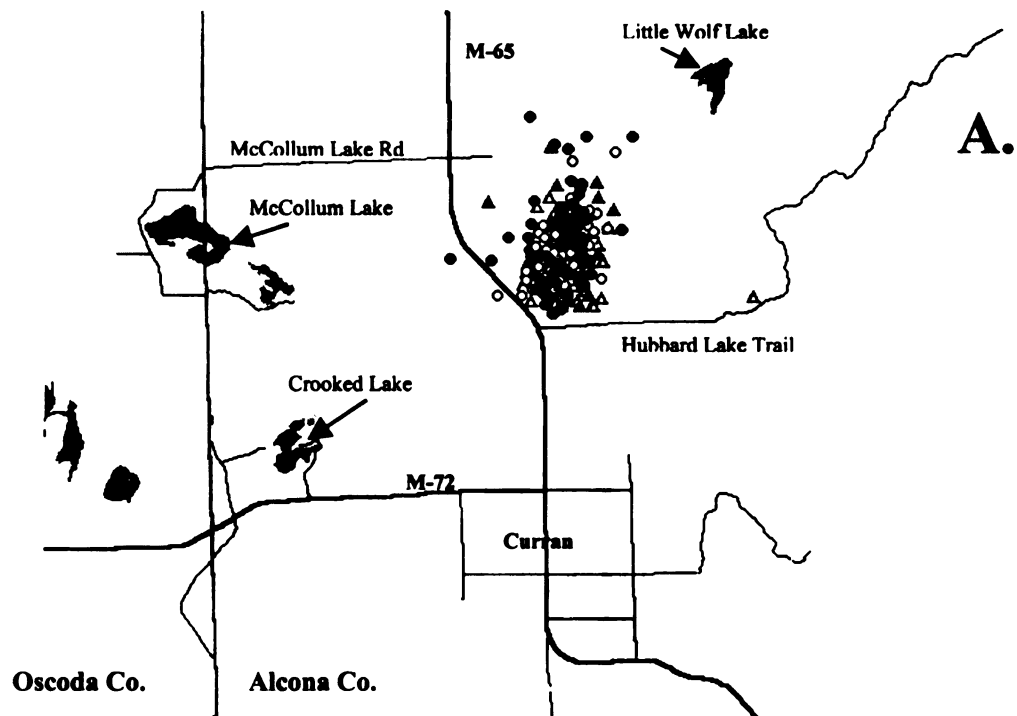 Little Wolf Lake
M-65
A.
McCollum Lake Rd
McCollum Lake
Hubbard Lake Trail
Crooked Lake
M-72
Curran
Oscoda Co.
Alcona Co.